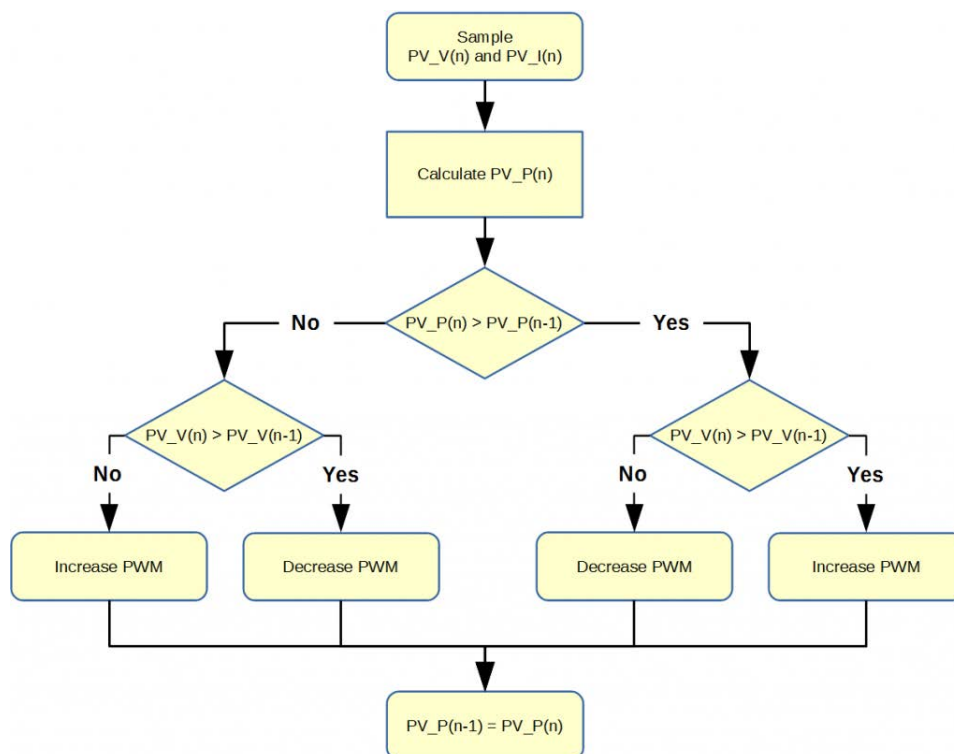 Sample
PV_V(n) and PV_I(n)
Calculate PV_P(n)
PV_P(n) > PV_P(n-1)
No
Yes
PV_V(n) > PV_V(n-1)
PV_V(n) > PV_V(n-1)
No
Yes
No
Yes
Increase PWM
Decrease PWM
Decrease PWM
Increase PWM
PV_P(n-1) = PV_P(n)